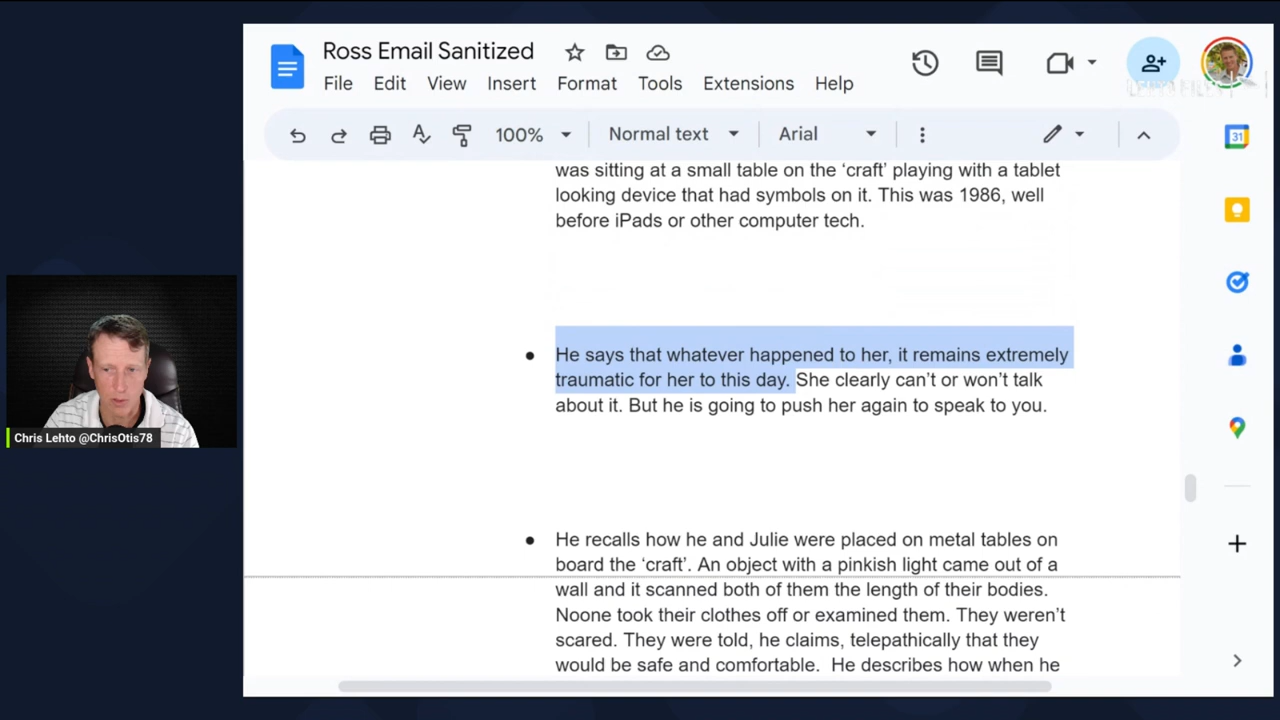 Ross Email Sanitized
File Edit View Insert Format Tools Extensions Help
100% Normal text Arial
31
was sitting at a small table on the ‘craft’ playing with a tablet
looking device that had symbols on it. This was 1986, well
before iPads or other computer tech.
● He says that whatever happened to her, it remains extremely
traumatic for her to this day. She clearly can’t or won’t talk
about it. But he is going to push her again to speak to you.
● He recalls how he and Julie were placed on metal tables on
board the ‘craft’. An object with a pinkish light came out of a
wall and it scanned both of them the length of their bodies.
Noone took their clothes off or examined them. They weren’t
scared. They were told, he claims, telepathically that they
would be safe and comfortable. He describes how when he
Chris Lehto @ChrisOtis78